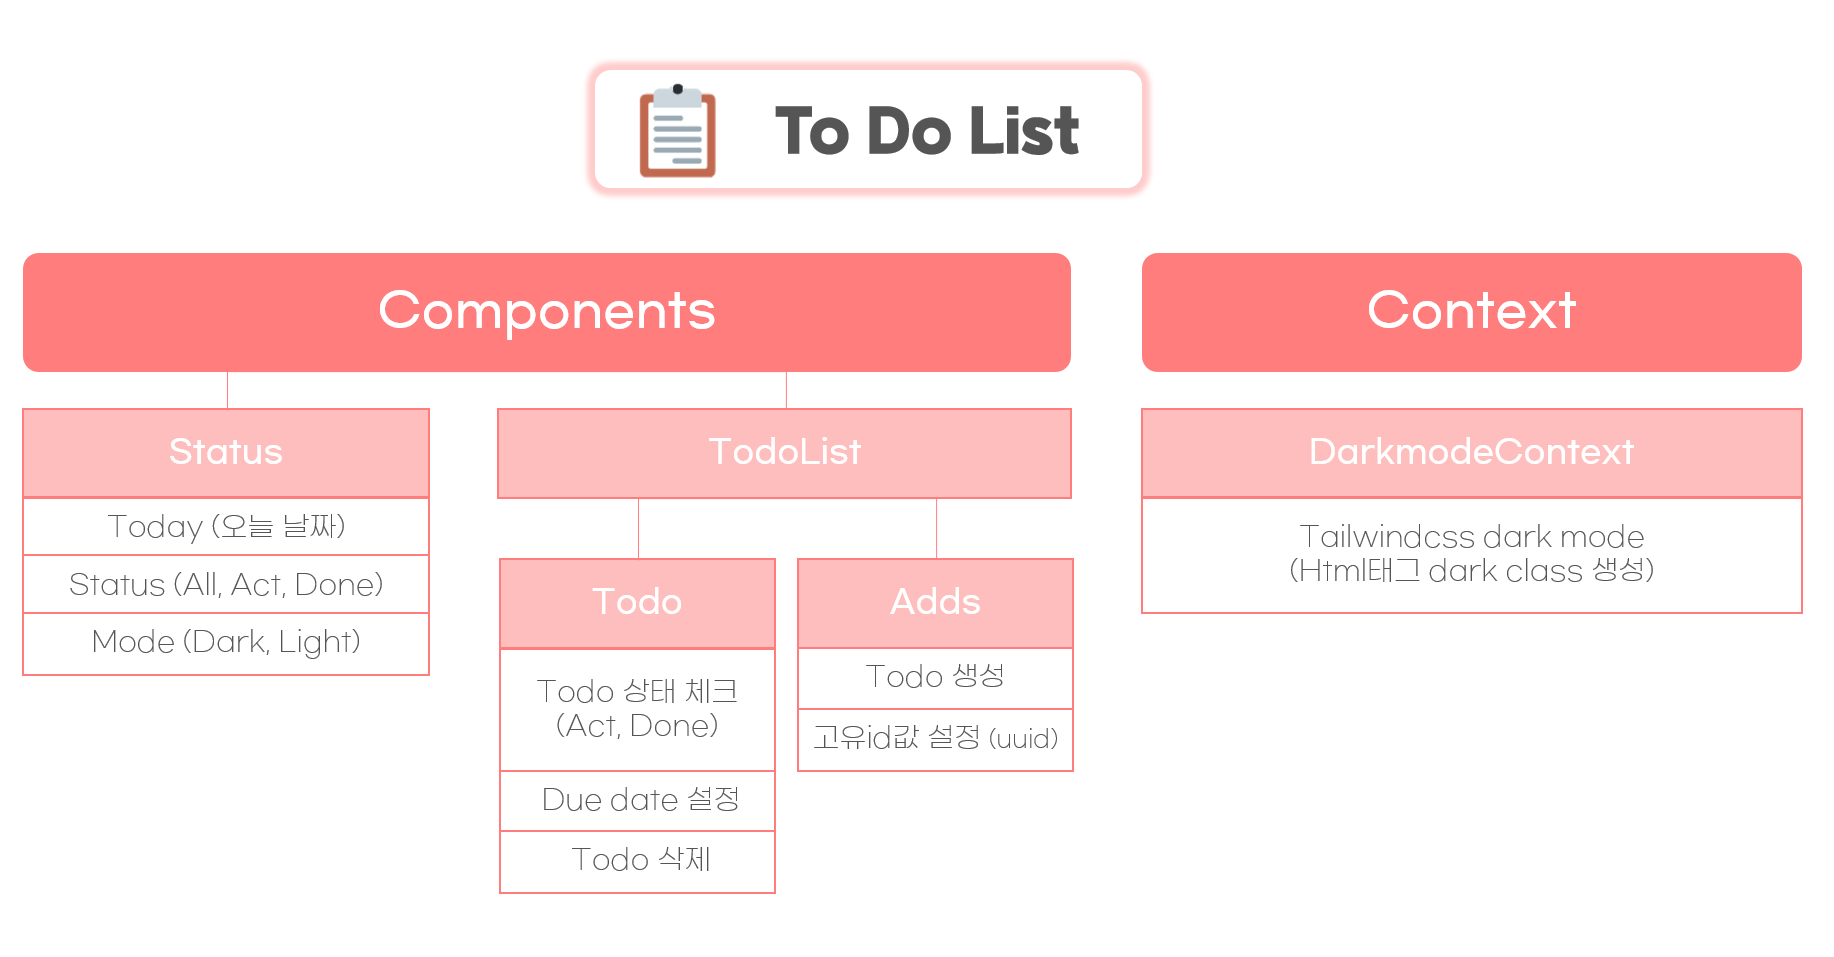 To Do List
Components
Status
Today (오늘 날짜)
Status (All, Act, Done)
Mode (Dark, Light)
TodoList
Todo
Todo 상태 체크
(Act, Done)
Due date 설정
Todo 삭제
Adds
Todo 생성
고유id값 설정 (uuid)
Context
DarkmodeContext
Tailwindcss dark mode
(Html태그 dark class 생성)